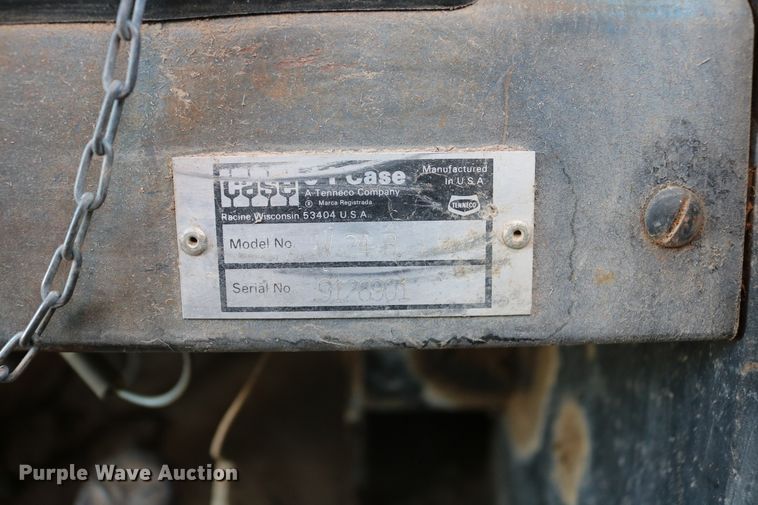 case
J I Case
A Tenneco Company
® Marca Registrada
Racine, Wisconsin 53404 U.S.A.
Manufactured
in U.S.A
TENNECO
Model No.
Serial No 9126901
Purple Wave Auction